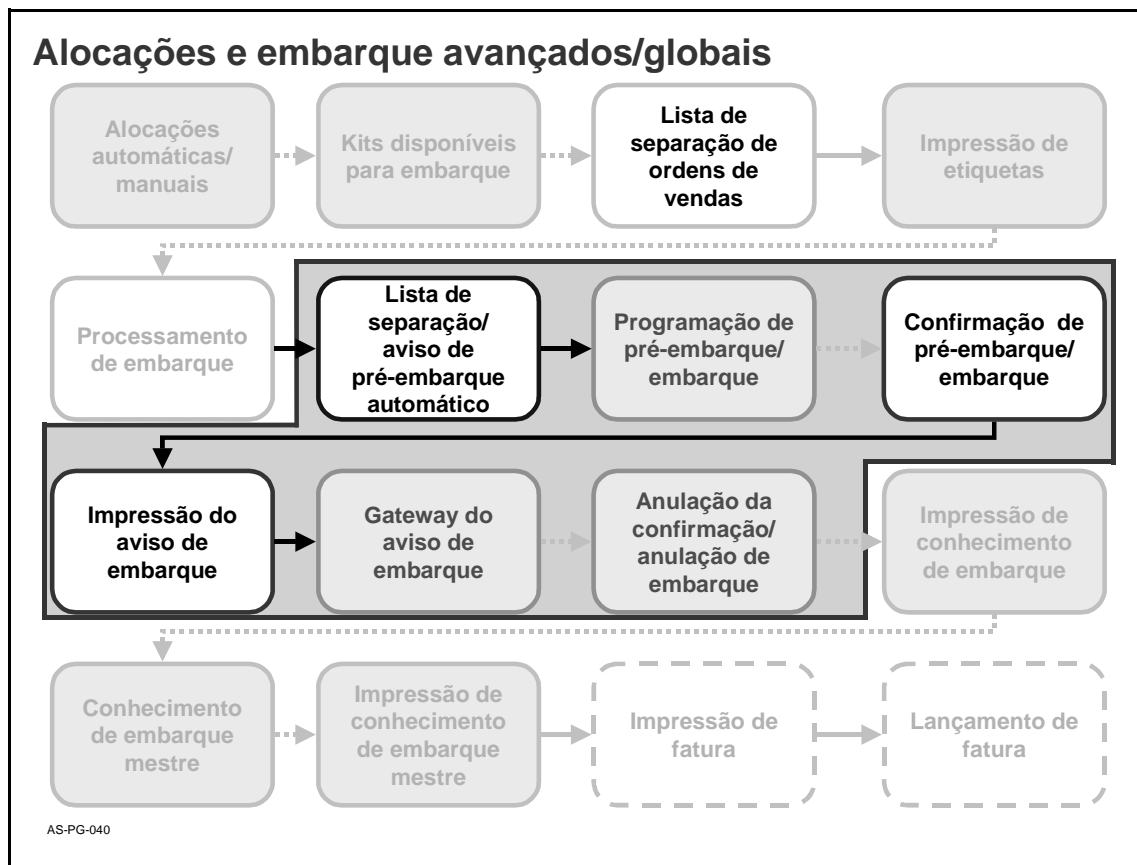 Alocações e embarque avançados/globais
Alocações
automáticas/
manuais
Kits disponíveis
para embarque
Lista de
separação de
ordens de
vendas
Impressão de
etiquetas
Processamento
de embarque
Lista de
separação/
aviso de
pré-embarque
automático
Programação de
pré-embarque/
embarque
Confirmação de
pré-embarque/
embarque
Impressão do
aviso de
embarque
Gateway do
aviso de
embarque
Anulação da
confirmação/
anulação de
embarque
Impressão de
conhecimento
de embarque
Conhecimento
de embarque
mestre
Impressão de
conhecimento
de embarque
mestre
Impressão de
fatura
Lançamento de
fatura
AS-PG-040